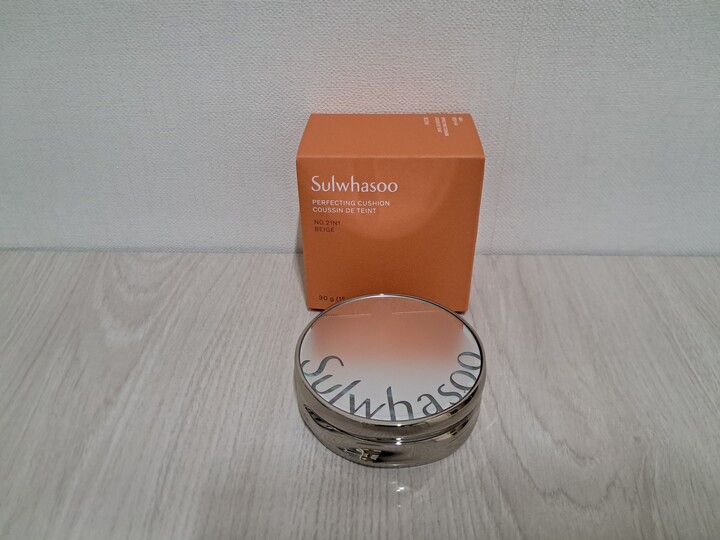 Sulwhasoo
PERFECTING CUSHION
COUSSIN DE TEINT
NO.21N1
BEIGE
Sulwhasoo